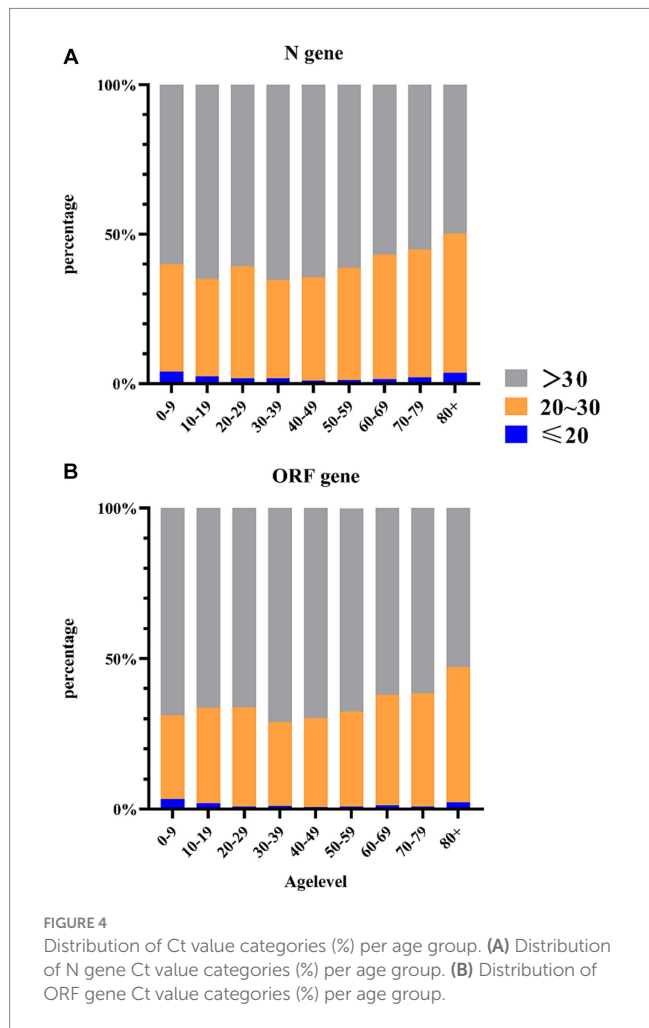 A
N gene
100%
50%
0%
percentage
0-9
10-19
20-29
30-39
40-49
50-59
60-69
70-79
80+
>30
20~30
≤20
B
ORF gene
100%
50%
0%
percentage
0-9
10-19
20-29
30-39
40-49
50-59
60-69
70-79
80+
Agelevel
FIGURE 4
Distribution of Ct value categories (%) per age group. (A) Distribution
of N gene Ct value categories (%) per age group. (B) Distribution of
ORF gene Ct value categories (%) per age group.